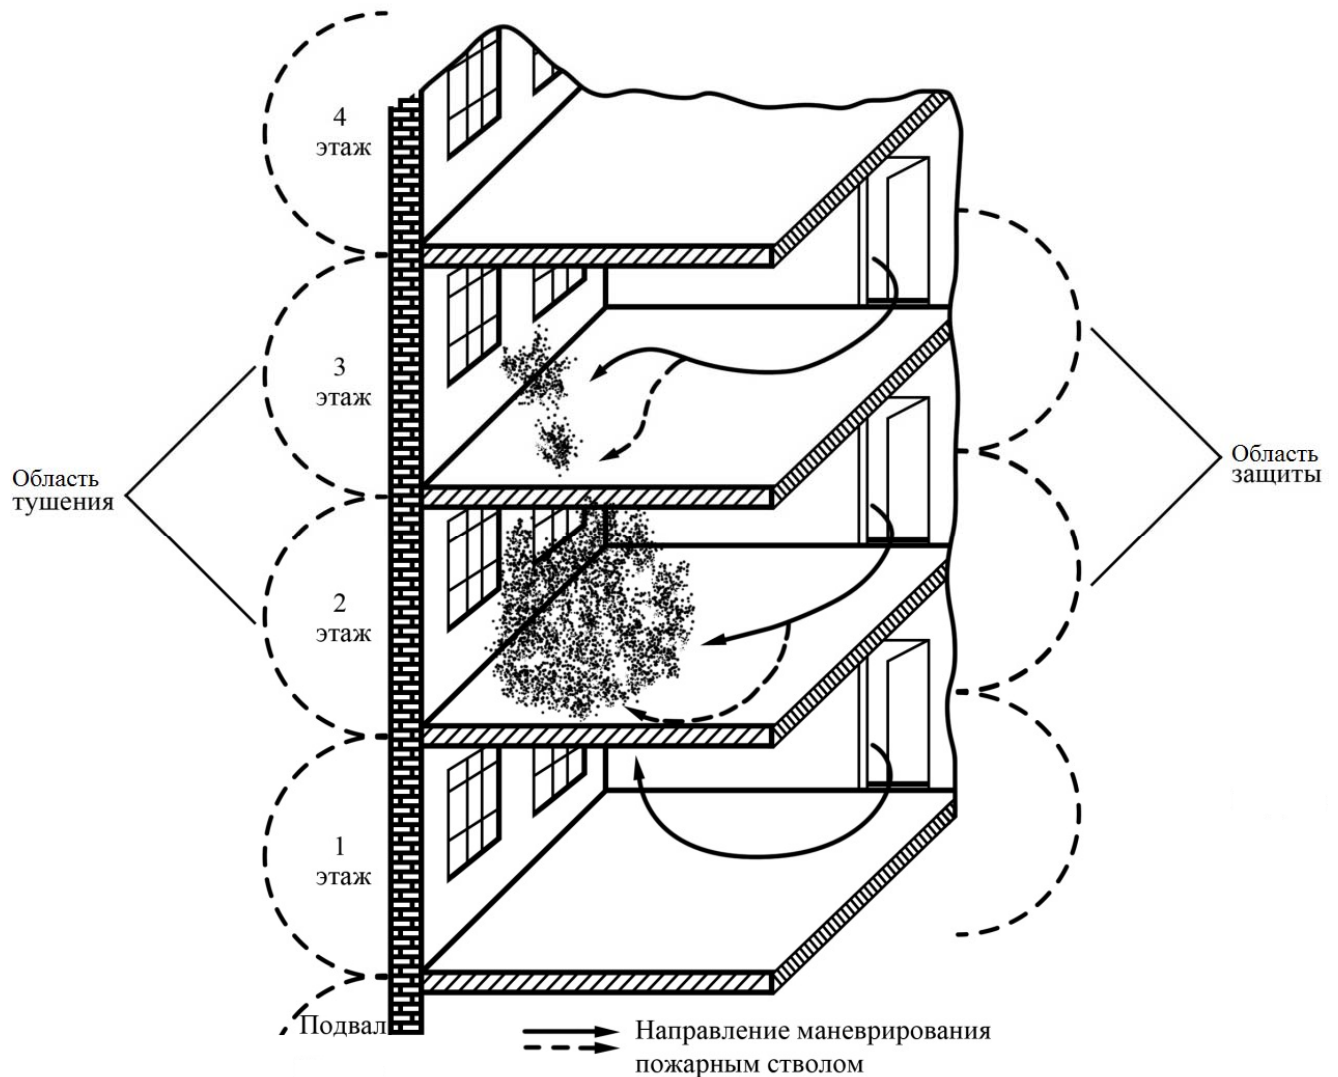 4
этаж
3
этаж
Область
тушения
Область
защиты
2
этаж
1
этаж
Подвал
Направление маневрирования
пожарным стволом